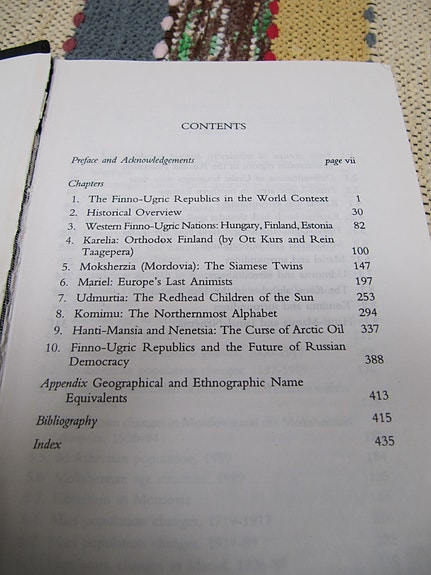 CONTENTS
Preface and Acknowledgements page vii
Chapters
1. The Finno-Ugric Republics in the World Context 1
2. Historical Overview 30
3. Western Finno-Ugric Nations: Hungary, Finland, Estonia 82
4. Karelia: Orthodox Finland (by Ott Kurs and Rein
Taagepera) 100
5. Moksherzia (Mordovia): The Siamese Twins 147
6. Mariel: Europe's Last Animists 197
7. Udmurtia: The Redhead Children of the Sun 253
8. Komimu: The Northernmost Alphabet 294
9. Hanti-Mansia and Nenetsia: The Curse of Arctic Oil 337
10. Finno-Ugric Republics and the Future of Russian
Democracy 388
Appendix Geographical and Ethnographic Name
Equivalents 413
Bibliography 415
Index 435